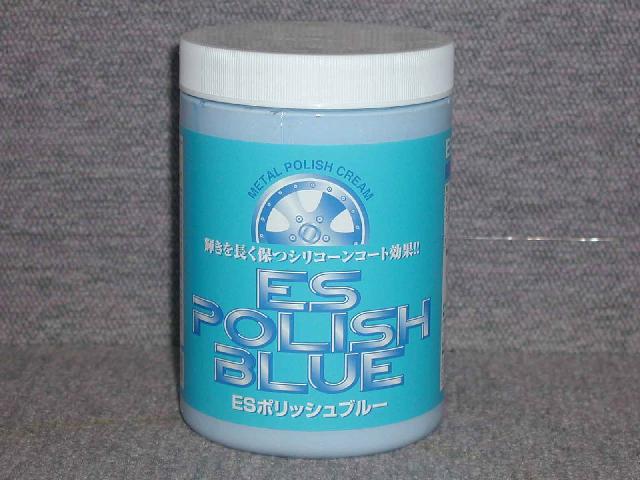 METAL POLISH CREAM
輝きを長く保つシリコーンコート効果!!
ES
POLISH
BLUE
ESポリッシュブルー